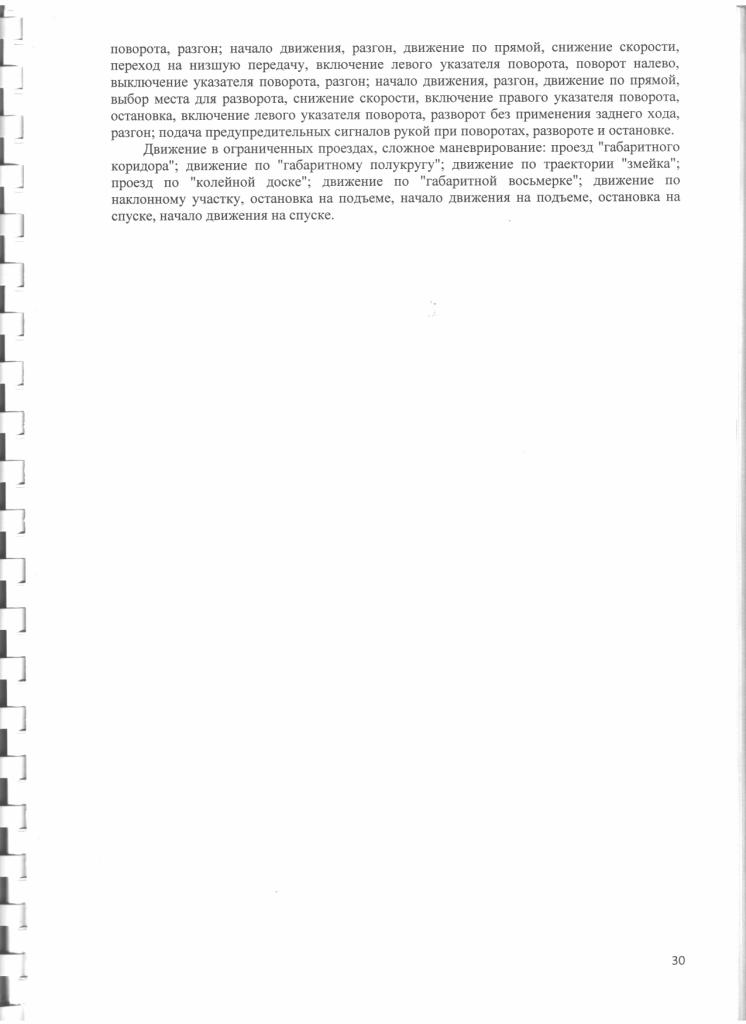 поворота, разгон; начало движения, разгон, движение по прямой, снижение скорости,
переход на низшую передачу, включение левого указателя поворота, поворот налево,
выключение указателя поворота, разгон; начало движения, разгон, движение по прямой,
выбор места для разворота, снижение скорости, включение правого указателя поворота,
остановка, включение левого указателя поворота, разворот без применения заднего хода,
разгон; подача предупредительных сигналов рукой при поворотах, развороте и остановке.
Движение в ограниченных проездах, сложное маневрирование: проезд "габаритного
коридора"; движение по "габаритному полукругу"; движение по траектории "змейка";
проезд по "колейной доске"; движение по "габаритной восьмерке"; движение по
наклонному участку, остановка на подъеме, начало движения на подъеме, остановка на
спуске, начало движения на спуске.
30